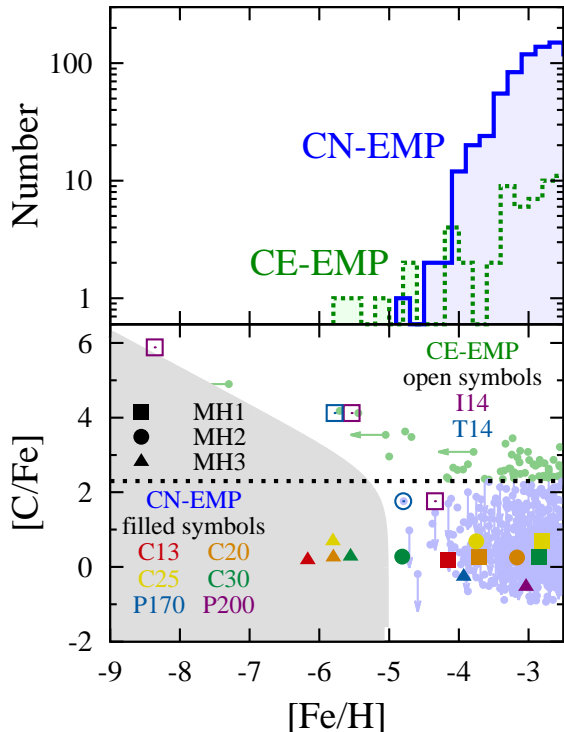 100
10
1
Number
CN-EMP
CE-EMP
6
4
2
0
-2
[C/Fe]
CE-EMP
open symbols
I14
T14
MH1
MH2
MH3
CN-EMP
filled symbols
C13 C20
C25 C30
P170 P200
-9 -8 -7 -6 -5 -4 -3
[Fe/H]